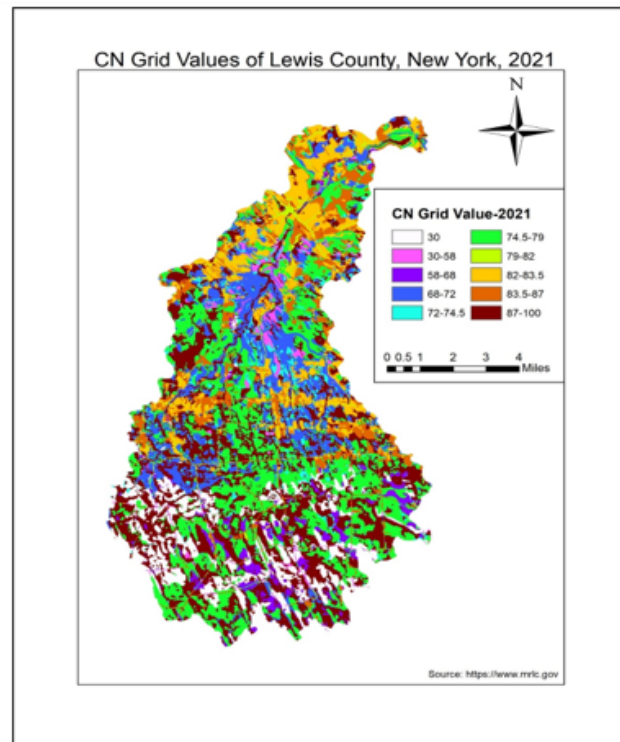 CN Grid Values of Lewis County, New York, 2021
N
CN Grid Value-2021
30
30-58
58-68
68-72
72-74.5
74.5-79
79-82
82-83.5
83.5-87
87-100
0 0.5 1 2 3 4
Miles
Source: https://www.mrlc.gov